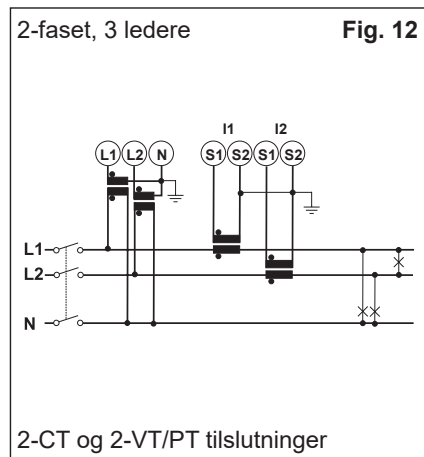 2-faset, 3 ledere Fig. 12
I1 I2
L1 L2 N S1 S2 S1 S2
L1
L2
N
2-CT og 2-VT/PT tilslutninger